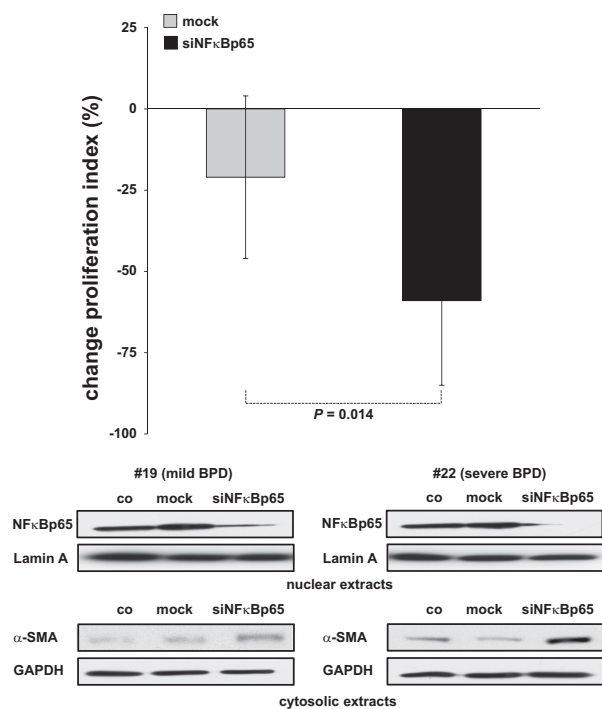 mock
siNFκBp65
change proliferation index (%)
25
0
-25
-50
-75
-100
P = 0.014
#19 (mild BPD)
#22 (severe BPD)
co mock siNFκBp65
co mock siNFκBp65
NFκBp65
NFκBp65
Lamin A
Lamin A
nuclear extracts
co mock siNFκBp65
co mock siNFκBp65
α-SMA
α-SMA
GAPDH
GAPDH
cytosolic extracts